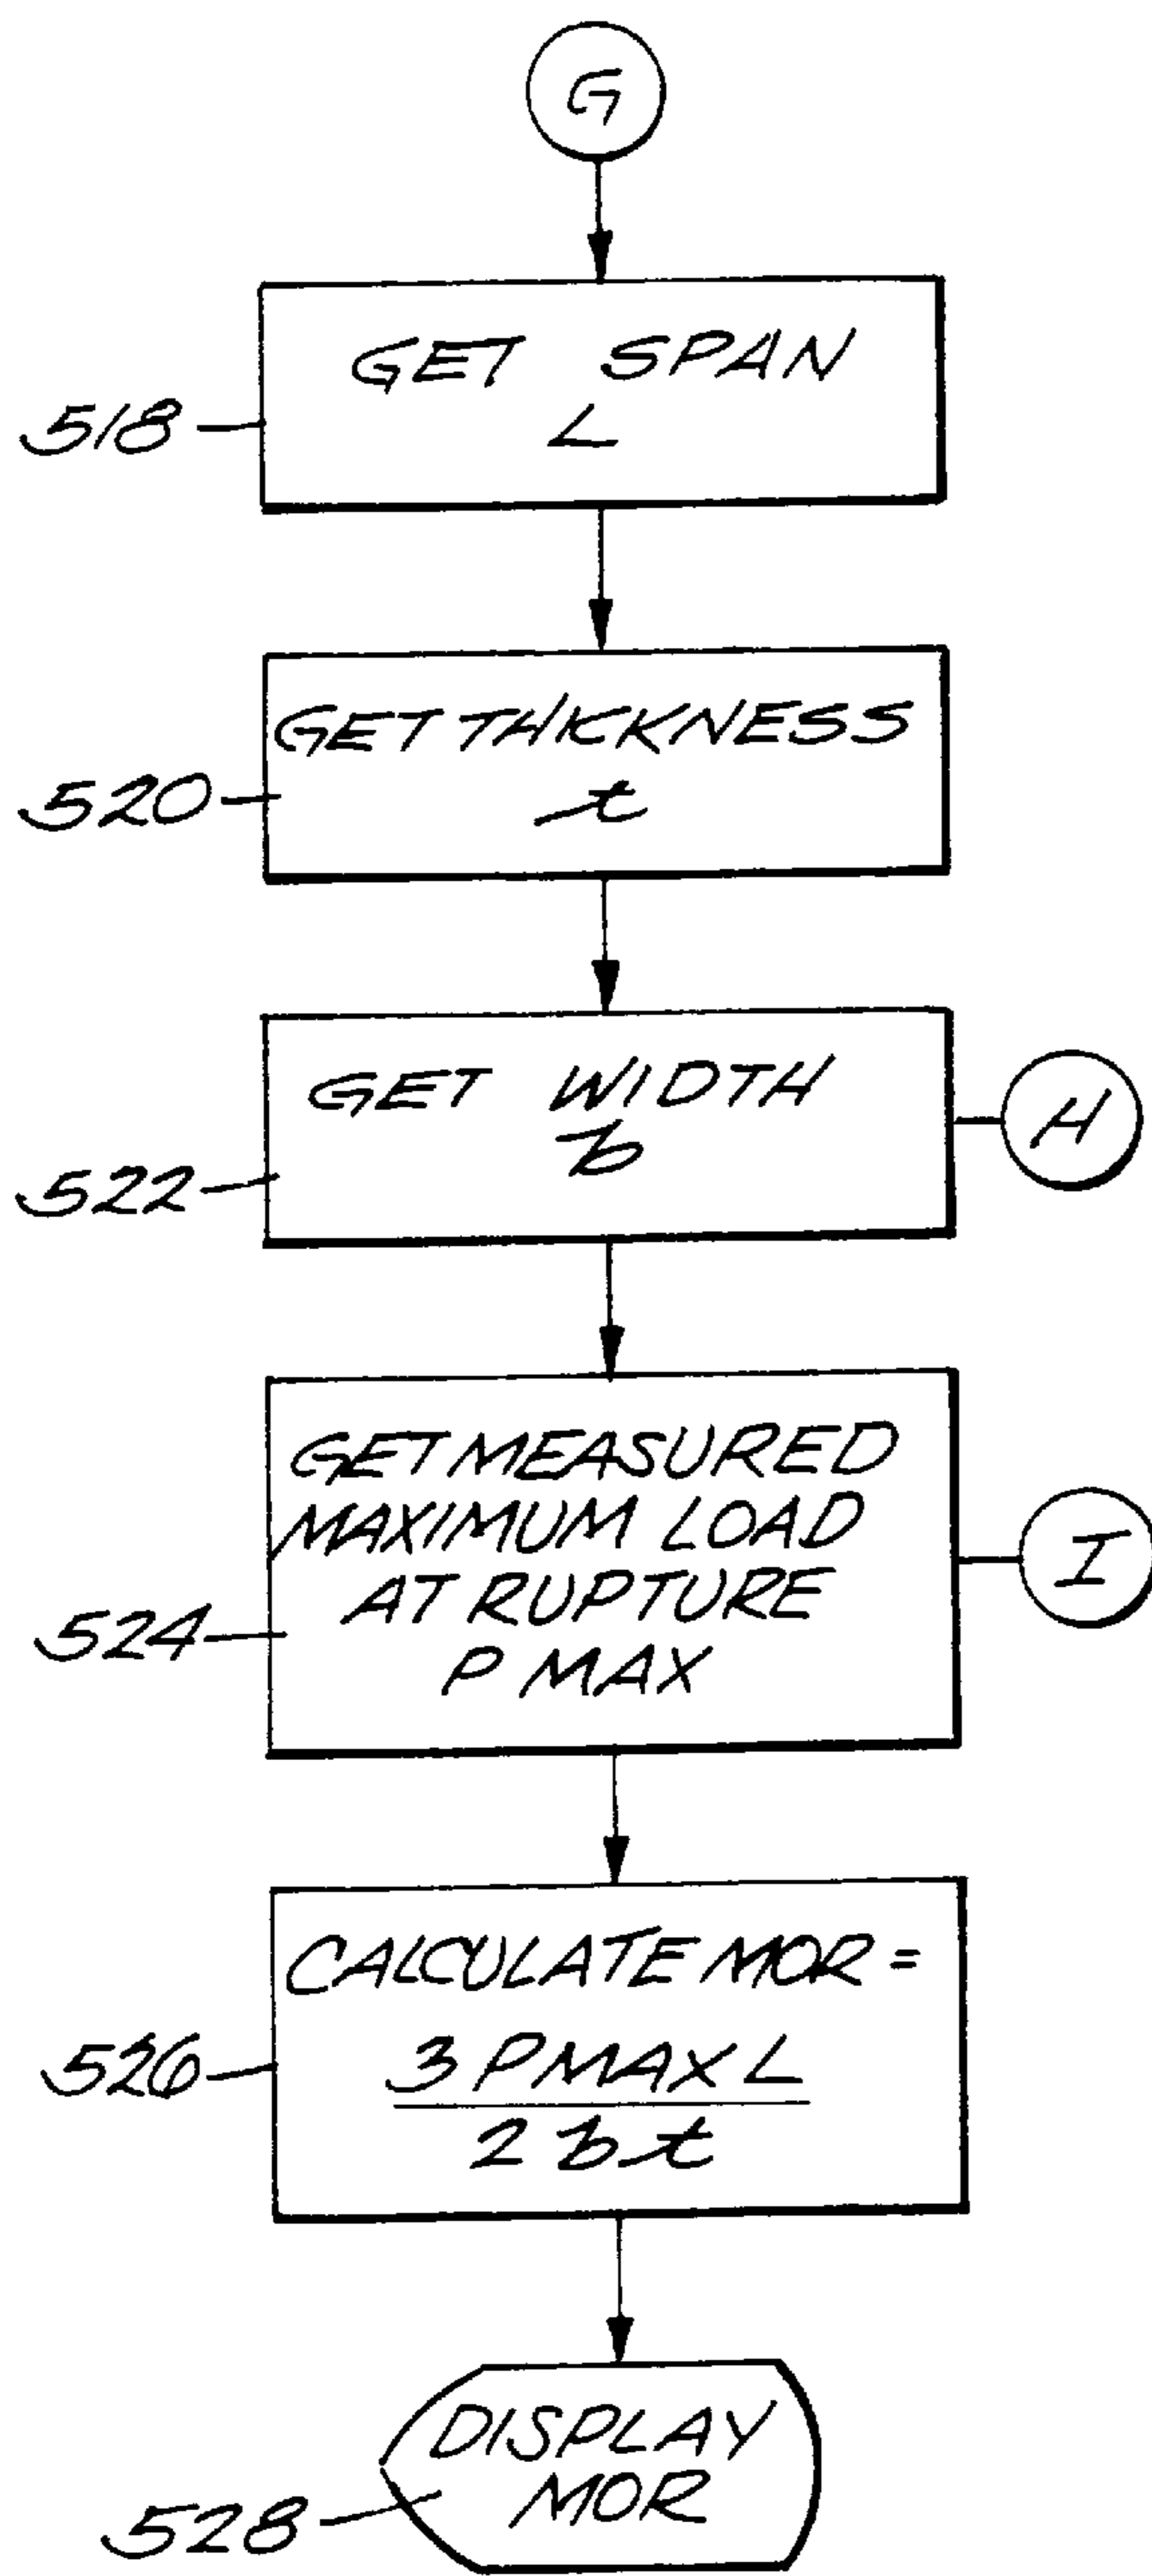 G
GET SPAN
L
518
GET THICKNESS
t
520
GET WIDTH
b
H
522
GET MEASURED
MAXIMUM LOAD
AT RUPTURE
P MAX
I
524
CALCULATE MOR =
3 PMAX L
2 b t
526
DISPLAY
MOR
528